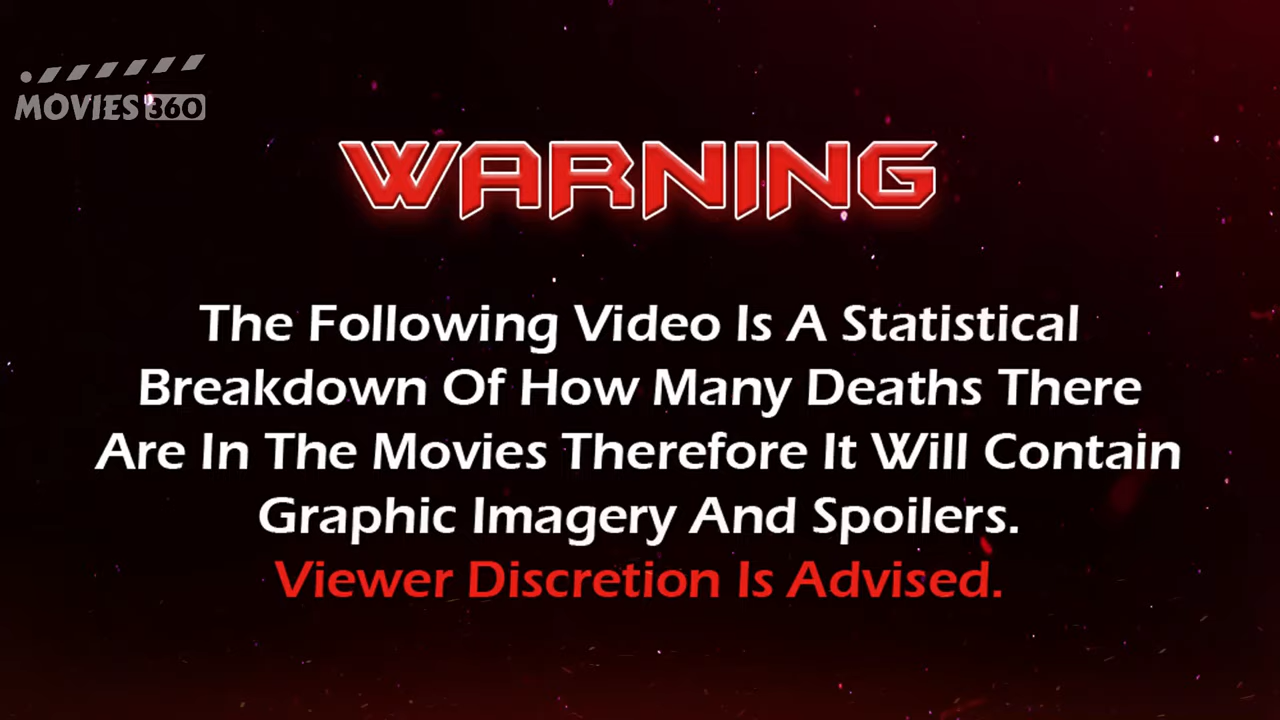 MOVIES 360
WARNING
The Following Video Is A Statistical
Breakdown Of How Many Deaths There
Are In The Movies Therefore It Will Contain
Graphic Imagery And Spoilers.
Viewer Discretion Is Advised.